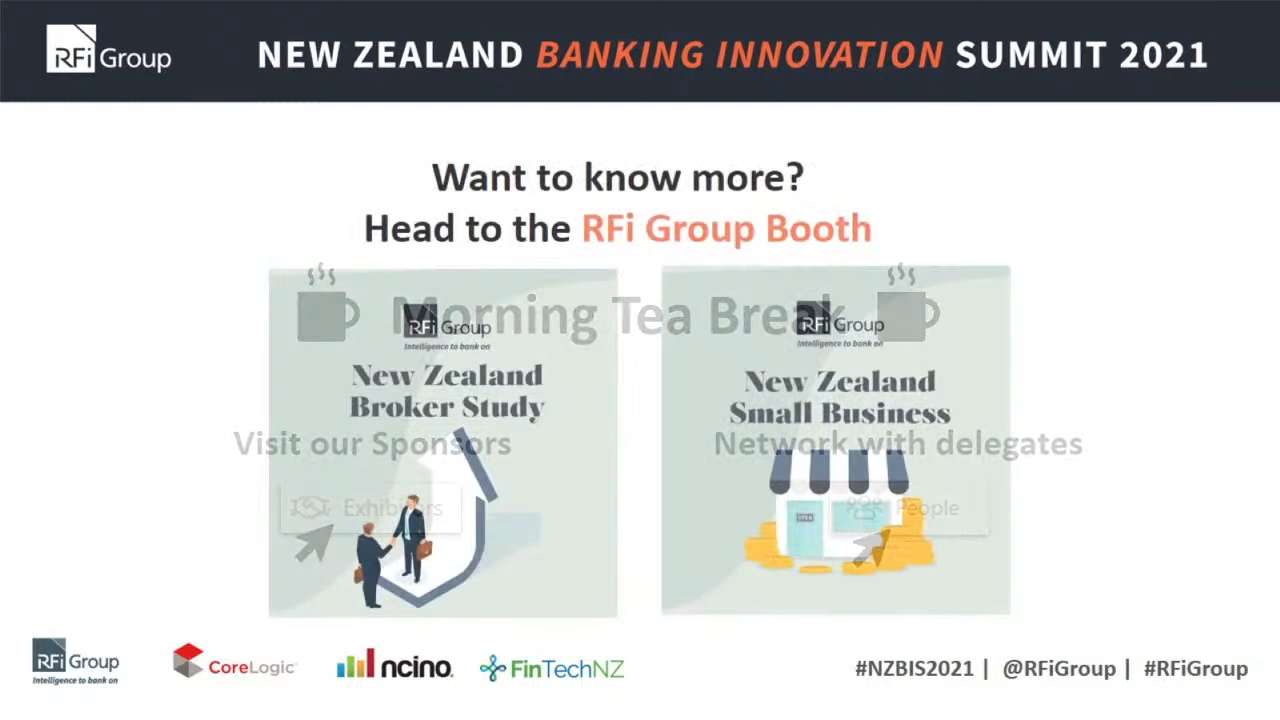 RFi Group
NEW ZEALAND BANKING INNOVATION SUMMIT 2021
Want to know more?
Head to the RFi Group Booth
Morning Tea Break
RFi Group
Intelligence to bank on
New Zealand
Broker Study
RFi Group
Intelligence to bank on
New Zealand
Small Business
Visit our Sponsors
Network with delegates
Exhibitors
OPEN
People
RFi Group
Intelligence to bank on
CoreLogic
ncino.
FinTechNZ
#NZBIS2021 | @RFiGroup | #RFiGroup